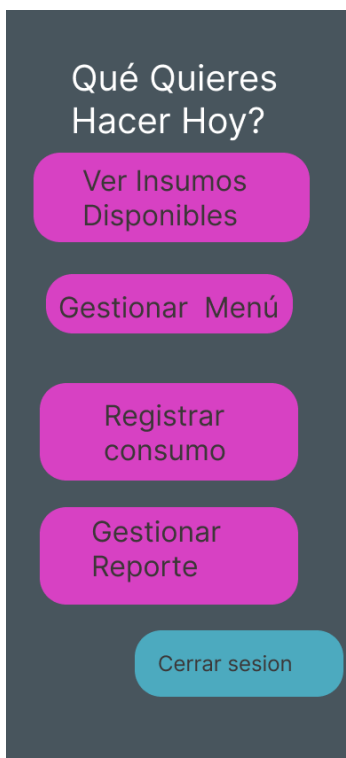 Qué Quieres
Hacer Hoy?
Ver Insumos
Disponibles
Gestionar Menú
Registrar
consumo
Gestionar
Reporte
Cerrar sesion